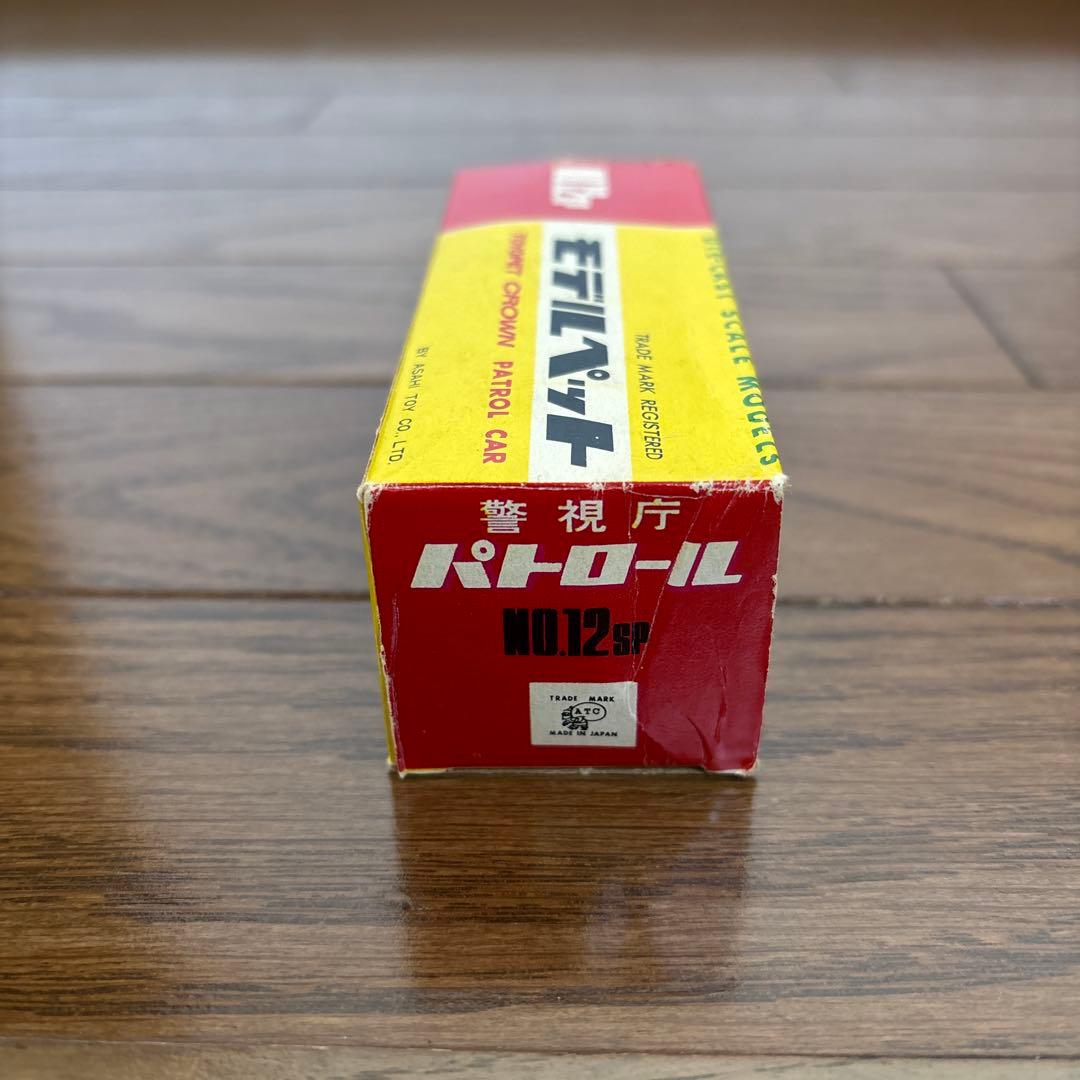 NO.12SP
DIE-CAST SCALE MODELS
TRADE MARK REGISTERED
モデルペット
TOYOPET CROWN PATROL CAR
BY ASAHI TOY CO., LTD.
警視庁
パトロール
NO.12SP
TRADE MARK
ATC
MADE IN JAPAN